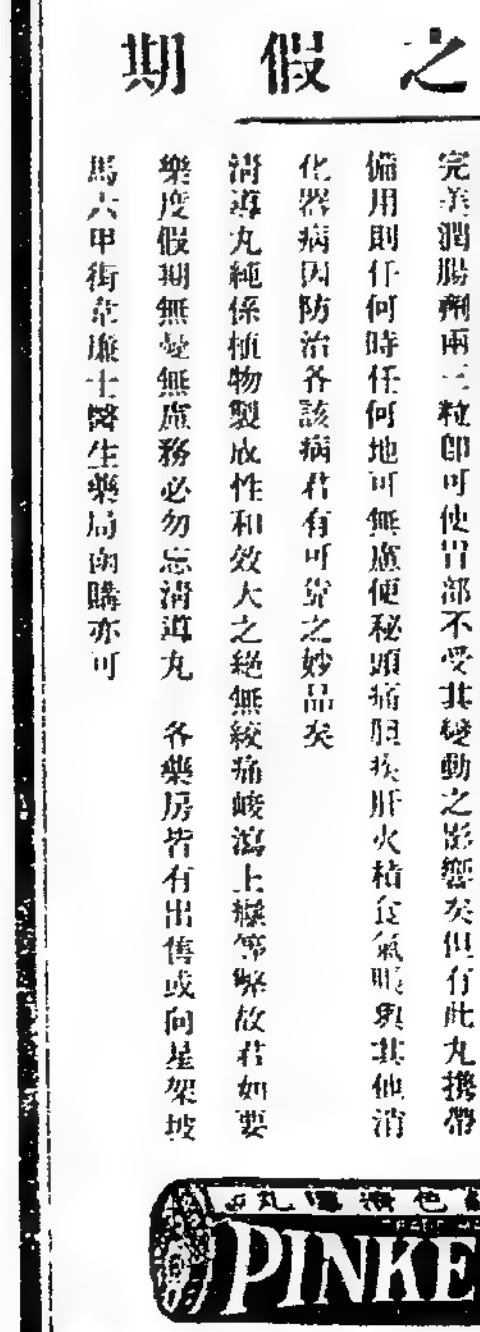 之假期
完美潤腸劑兩三粒即可使胃部不受其變動之影響矣但有此丸攜帶
備用則任何時任何地可無慮便秘頭痛胆疾肝火積食氣脹與其他消
化器病因防治各該病君有可靠之妙品矣
清導丸純係植物製成性和效大之絕無絞痛峻瀉上癮等弊故君如要
樂度假期無憂無慮務必勿忘清導丸 各藥房皆有出售或向星架坡
馬六甲街韋廉士醫生藥局函購亦可
丸導清色
PINKE